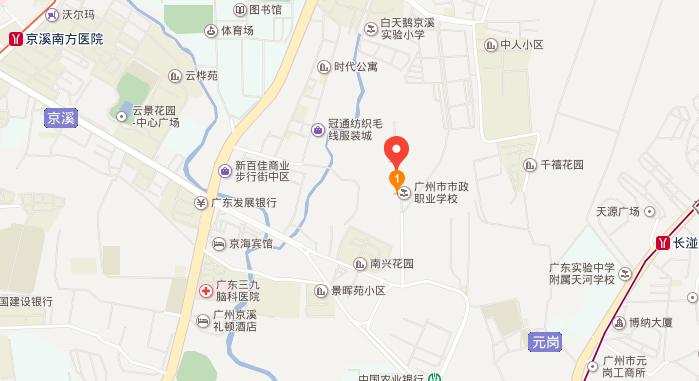 图书馆
沃尔玛
体育场
白天鹅京溪
实验小学
京溪南方医院
中人小区
时代公寓
云桦苑
云景花园
-中心广场
京溪
冠通纺织毛
线服装城
新百佳商业
步行街中区
千禧花园
1
广州市市政
职业学校
广东发展银行
天源广场
京海宾馆
长湴
南兴花园
广东实验中学
附属天河学校
广东三九
脑科医院
景晖苑小区
国建设银行
广州京溪
礼顿酒店
博纳大厦
元岗
广州市元
岗工商所
中国农业银行